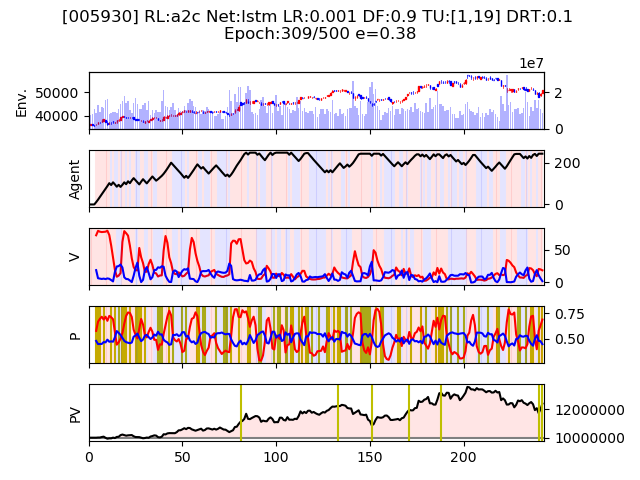 [005930] RL:a2c Net:lstm LR:0.001 DF:0.9 TU:[1,19] DRT:0.1
Epoch:309/500 e=0.38
1e7
Env.
50000
40000
2
0
Agent
200
0
V
50
0
P
0.75
0.50
PV
12000000
10000000
0 50 100 150 200